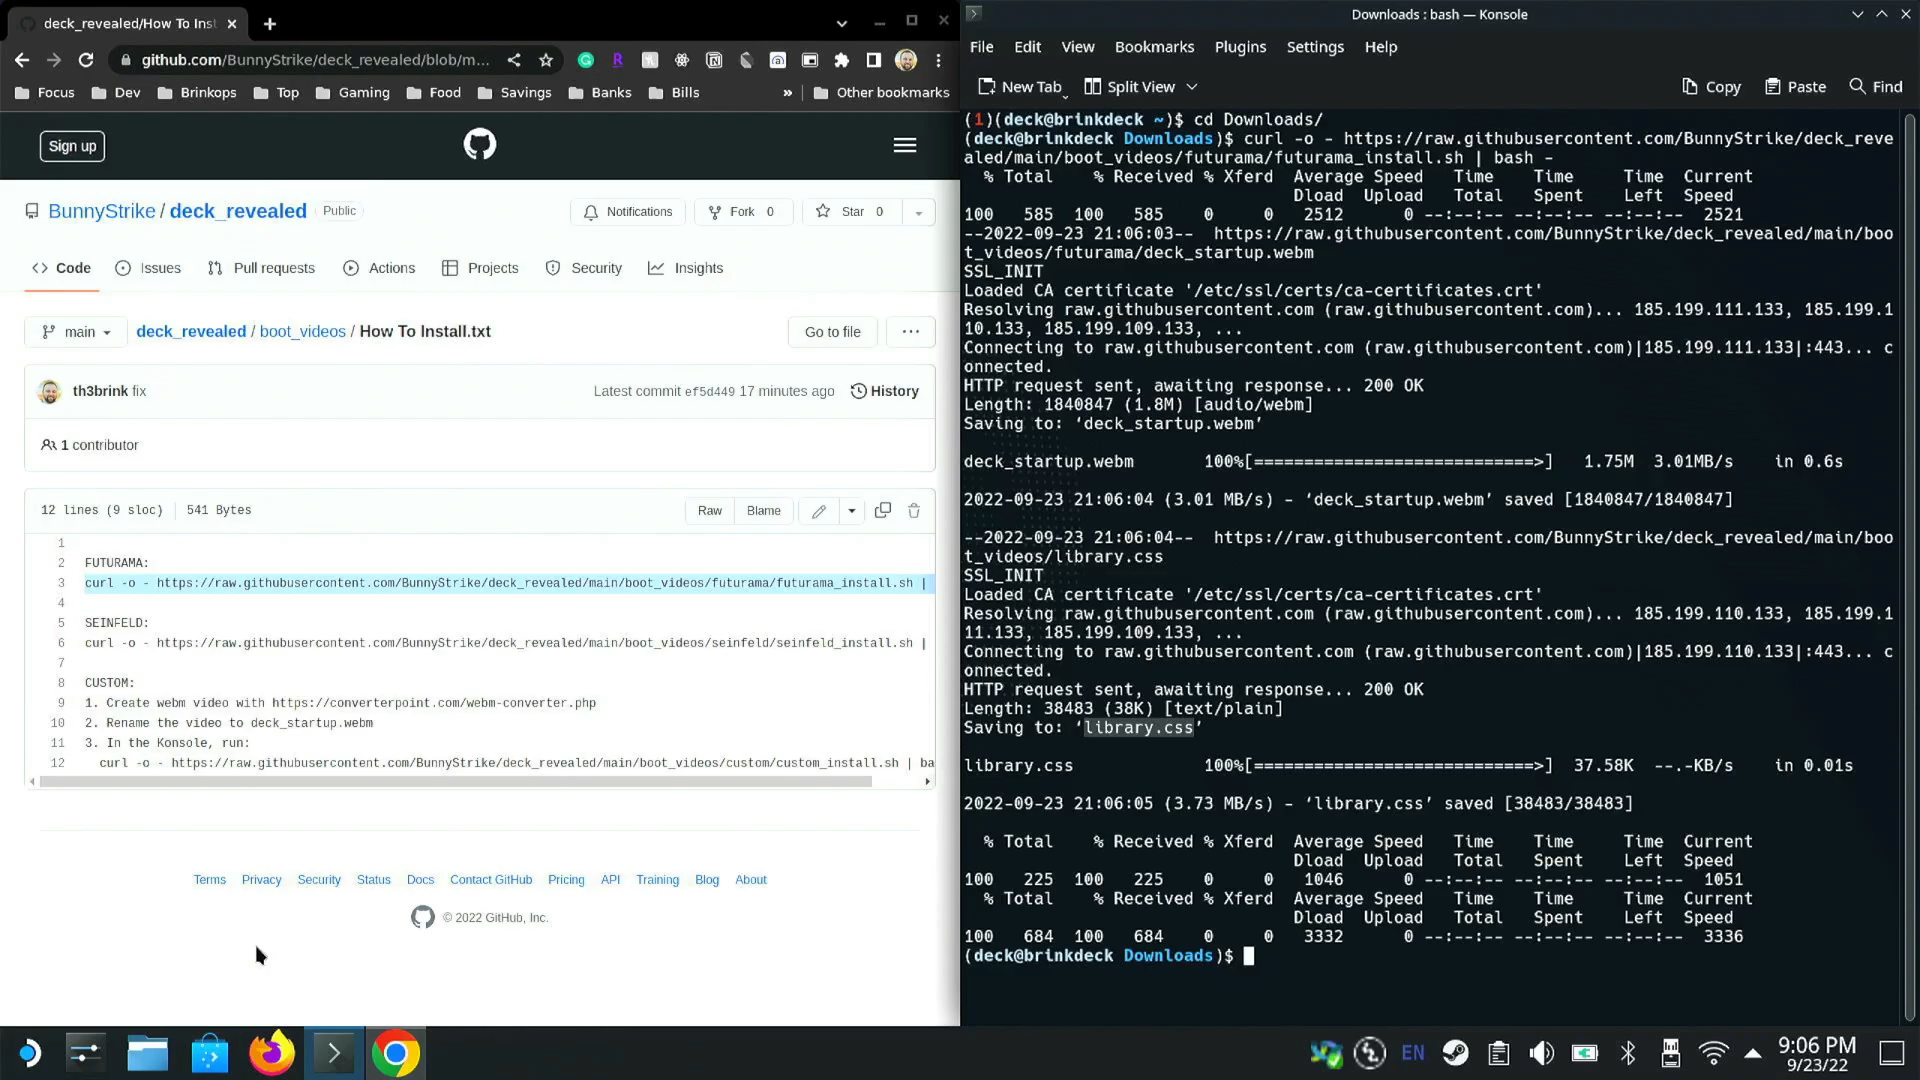 deck_revealed/How To Inst
github.com/BunnyStrike/deck_revealed/blob/m...
Focus
Dev
Brinkops
Top
Gaming
Food
Savings
Banks
Bills
»
Other bookmarks
Sign up
BunnyStrike / deck_revealed Public
Notifications
Fork 0
Star 0
Code
Issues
Pull requests
Actions
Projects
Security
Insights
main
deck_revealed / boot_videos / How To Install.txt
Go to file
...
th3brink fix
Latest commit ef5d449 17 minutes ago
History
1 contributor
12 lines (9 sloc) 541 Bytes
Raw
Blame
1
2 FUTURAMA:
3 curl -o - https://raw.githubusercontent.com/BunnyStrike/deck_revealed/main/boot_videos/futurama/futurama_install.sh |
4
5 SEINFELD:
6 curl -o - https://raw.githubusercontent.com/BunnyStrike/deck_revealed/main/boot_videos/seinfeld/seinfeld_install.sh |
7
8 CUSTOM:
9 1. Create webm video with https://converterpoint.com/webm-converter.php
10 2. Rename the video to deck_startup.webm
11 3. In the Konsole, run:
12 curl -o - https://raw.githubusercontent.com/BunnyStrike/deck_revealed/main/boot_videos/custom/custom_install.sh | ba
Terms Privacy Security Status Docs Contact GitHub Pricing API Training Blog About
© 2022 GitHub, Inc.
Downloads : bash — Konsole
File Edit View Bookmarks Plugins Settings Help
New Tab
Split View
Copy
Paste
Find
(1)(deck@brinkdeck ~)$ cd Downloads/
(deck@brinkdeck Downloads)$ curl -o - https://raw.githubusercontent.com/BunnyStrike/deck_reve
aled/main/boot_videos/futurama/futurama_install.sh | bash -
% Total % Received % Xferd Average Speed Time Time Time Current
Dload Upload Total Spent Left Speed
100 585 100 585 0 0 2512 0 --:--:-- --:--:-- --:--:-- 2521
--2022-09-23 21:06:03-- https://raw.githubusercontent.com/BunnyStrike/deck_revealed/main/boo
t_videos/futurama/deck_startup.webm
SSL_INIT
Loaded CA certificate '/etc/ssl/certs/ca-certificates.crt'
Resolving raw.githubusercontent.com (raw.githubusercontent.com)... 185.199.111.133, 185.199.1
10.133, 185.199.109.133, ...
Connecting to raw.githubusercontent.com (raw.githubusercontent.com)|185.199.111.133|:443... c
onnected.
HTTP request sent, awaiting response... 200 OK
Length: 1840847 (1.8M) [audio/webm]
Saving to: ‘deck_startup.webm’
deck_startup.webm 100%[============================>] 1.75M 3.01MB/s in 0.6s
2022-09-23 21:06:04 (3.01 MB/s) - ‘deck_startup.webm’ saved [1840847/1840847]
--2022-09-23 21:06:04-- https://raw.githubusercontent.com/BunnyStrike/deck_revealed/main/boo
t_videos/library.css
SSL_INIT
Loaded CA certificate '/etc/ssl/certs/ca-certificates.crt'
Resolving raw.githubusercontent.com (raw.githubusercontent.com)... 185.199.110.133, 185.199.1
11.133, 185.199.109.133, ...
Connecting to raw.githubusercontent.com (raw.githubusercontent.com)|185.199.110.133|:443... c
onnected.
HTTP request sent, awaiting response... 200 OK
Length: 38483 (38K) [text/plain]
Saving to: ‘library.css’
library.css 100%[============================>] 37.58K --.-KB/s in 0.01s
2022-09-23 21:06:05 (3.73 MB/s) - ‘library.css’ saved [38483/38483]
% Total % Received % Xferd Average Speed Time Time Time Current
Dload Upload Total Spent Left Speed
100 225 100 225 0 0 1046 0 --:--:-- --:--:-- --:--:-- 1051
% Total % Received % Xferd Average Speed Time Time Time Current
Dload Upload Total Spent Left Speed
100 684 100 684 0 0 3332 0 --:--:-- --:--:-- --:--:-- 3336
(deck@brinkdeck Downloads)$
EN
9:06 PM
9/23/22